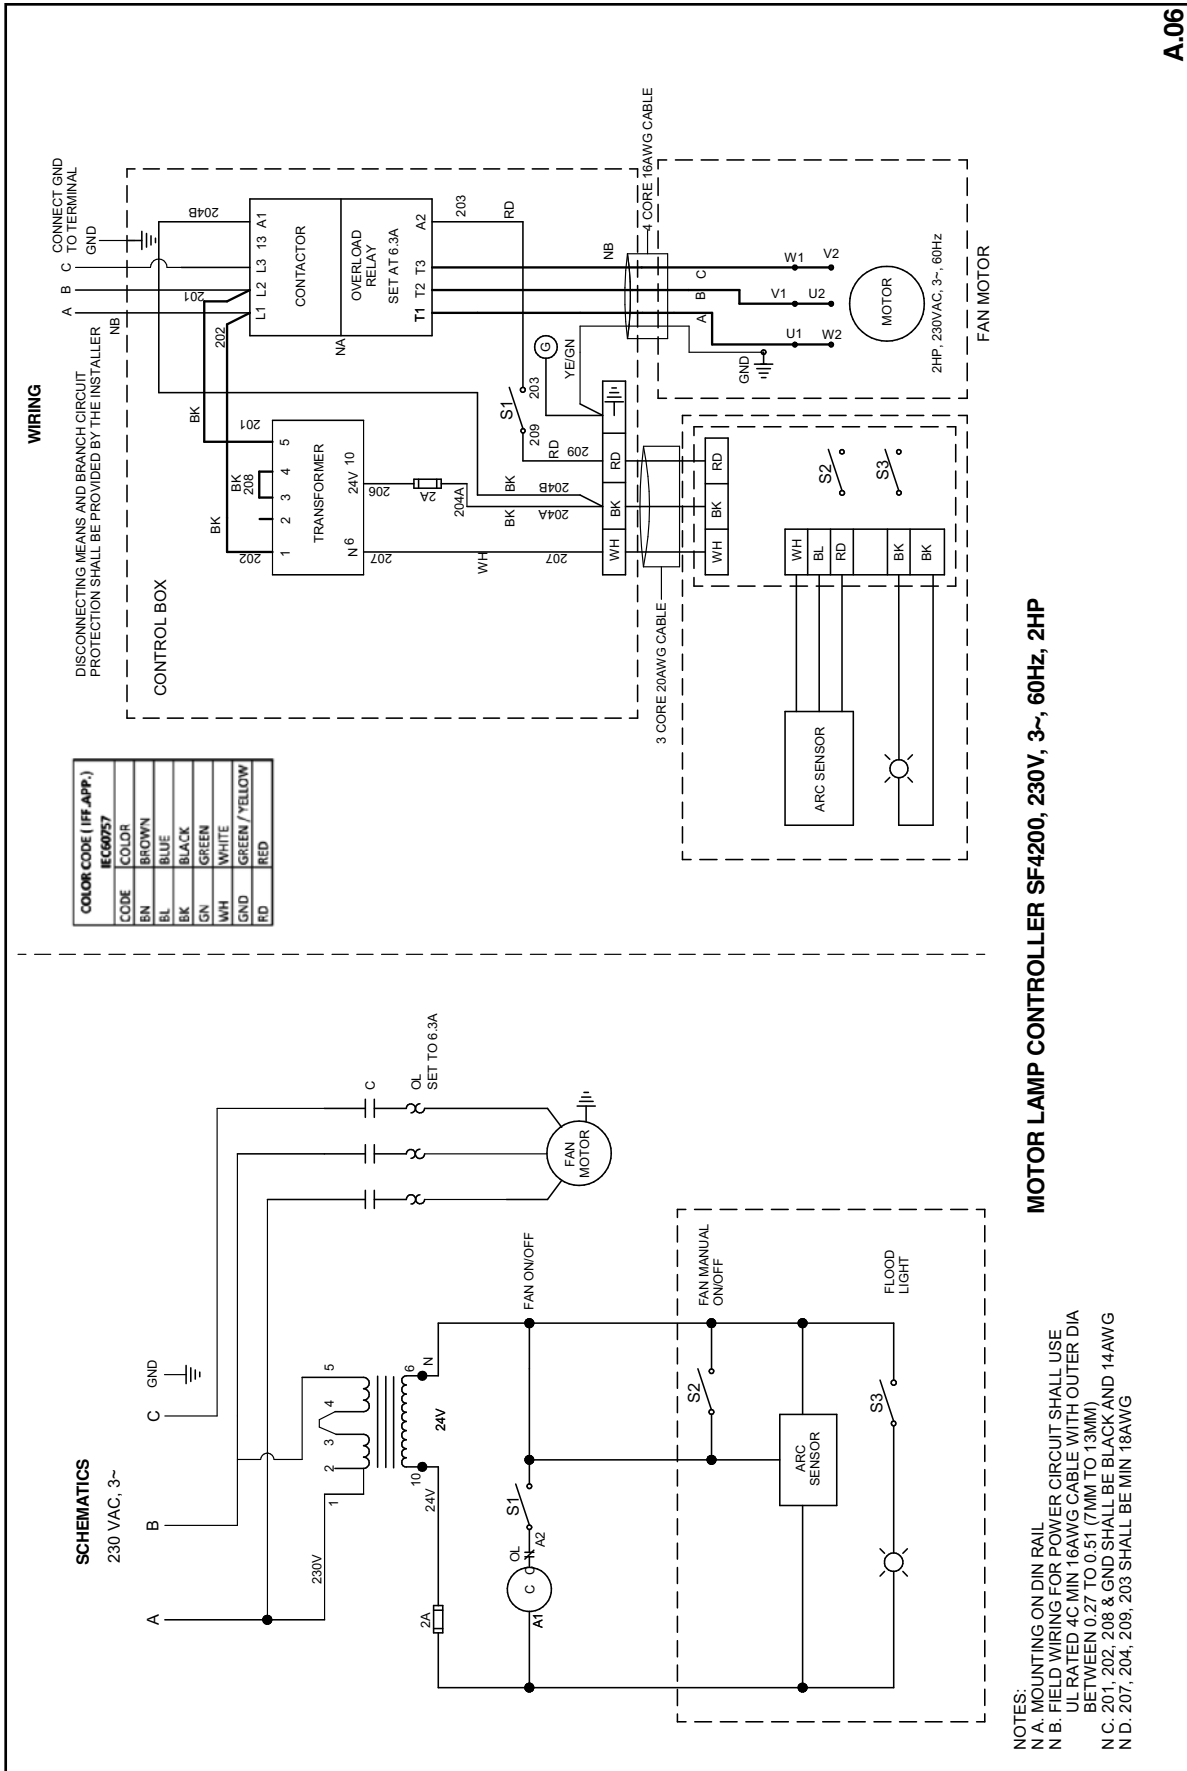 A.06
WIRING
DISCONNECTING MEANS AND BRANCH CIRCUIT
PROTECTION SHALL BE PROVIDED BY THE INSTALLER
NB
A
B
C
GND
CONNECT GND
TO TERMINAL
CONTROL BOX
202
201
204B
L1
L2
L3
13
A1
CONTACTOR
OVERLOAD
RELAY
SET AT 6.3A
T1
T2
T3
A2
NA
203
RD
BK
BK
202
BK
208
201
1
2
3
4
5
TRANSFORMER
N 6
24V 10
207
206
2A
204A
WH
BK
BK
S1
209
203
RD
209
G
YE/GN
207
204A
204B
WH
BK
RD
NB
4 CORE 16AWG CABLE
3 CORE 20AWG CABLE
A
B
C
GND
U1
V1
W1
W2
U2
V2
MOTOR
2HP, 230VAC, 3~, 60Hz
FAN MOTOR
WH
BK
RD
S2
S3
WH
BL
RD
BK
BK
ARC SENSOR
COLOR CODE ( IFF.APP.)
IEC60757
CODE COLOR
BN BROWN
BL BLUE
BK BLACK
GN GREEN
WH WHITE
GND GREEN / YELLOW
RD RED
SCHEMATICS
230 VAC, 3~
A
B
C
GND
230V
1
2
3
4
5
10
24V
24V
6
N
2A
C
OL
SET TO 6.3A
FAN
MOTOR
FAN ON/OFF
S1
OL
A2
C
A1
FAN MANUAL
ON/OFF
S2
ARC
SENSOR
FLOOD
LIGHT
S3
MOTOR LAMP CONTROLLER SF4200, 230V, 3~, 60Hz, 2HP
NOTES:
N A. MOUNTING ON DIN RAIL
N B. FIELD WIRING FOR POWER CIRCUIT SHALL USE
UL RATED 4C MIN 16AWG CABLE WITH OUTER DIA
BETWEEN 0.27 TO 0.51 (7MM TO 13MM)
N C. 201, 202, 208 & GND SHALL BE BLACK AND 14AWG
N D. 207, 204, 209, 203 SHALL BE MIN 18AWG